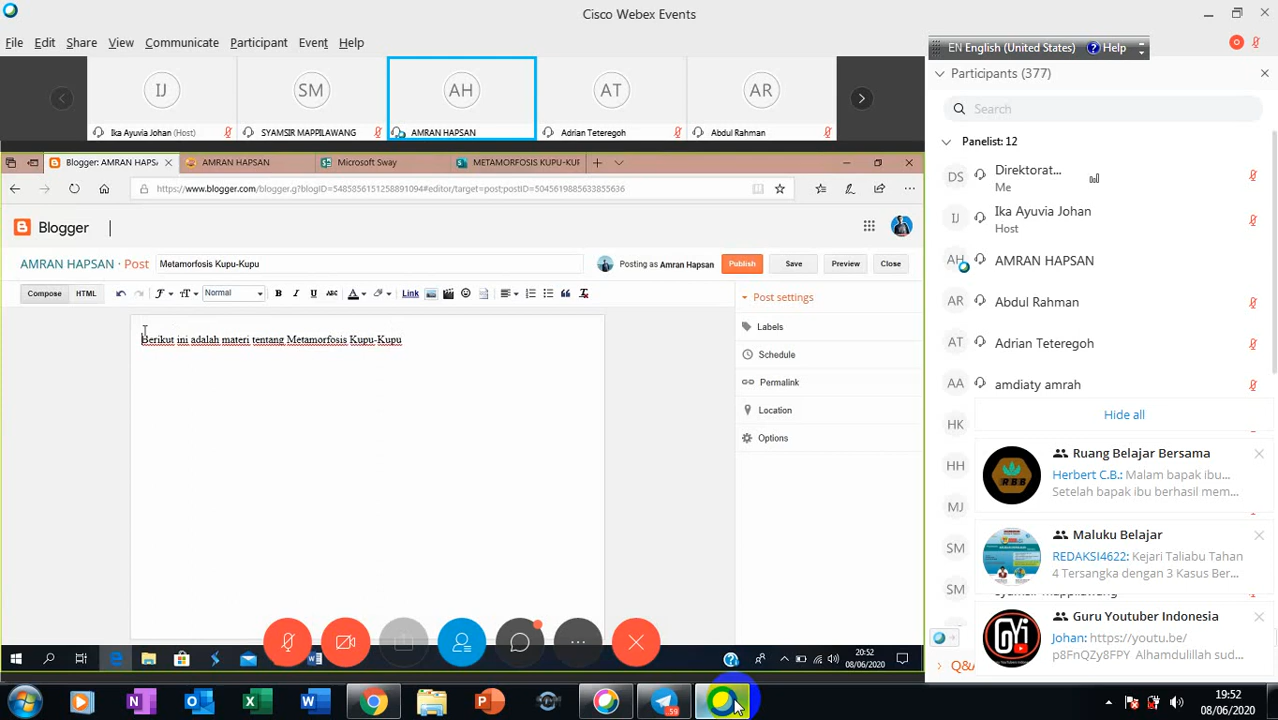 Cisco Webex Events
File Edit Share View Communicate Participant Event Help
EN English (United States) Help
IJ SM AH AT AR
Ika Ayuvia Johan (Host) SYAMSIR MAPPILAWANG AMRAN HAPSAN Adrian Teteregoh Abdul Rahman
Blogger: AMRAN HAPSA AMRAN HAPSAN Microsoft Sway METAMORFOSIS KUPU-KUP
https://www.blogger.com/blogger.g?blogID=5485856151258891094#editor/target=post;postID=5045619885633855636
Blogger
AMRAN HAPSAN · Post Metamorfosis Kupu-Kupu Posting as Amran Hapsan Publish Save Preview Close
Compose HTML Normal B I U ABC A Link
Berikut ini adalah materi tentang Metamorfosis Kupu-Kupu
Post settings
Labels
Schedule
Permalink
Location
Options
20:52
08/06/2020
Participants (377)
Search
Panelist: 12
DS Direktorat...
Me
IJ Ika Ayuvia Johan
Host
AH AMRAN HAPSAN
AR Abdul Rahman
AT Adrian Teteregoh
AA amdiaty amrah
HK
HH
MJ
SM
SM
Hide all
Ruang Belajar Bersama
RBB
Herbert C.B.: Malam bapak ibu...
Setelah bapak ibu berhasil mem...
Maluku Belajar
REDAKSI4622: Kejari Taliabu Tahan
4 Tersangka dengan 3 Kasus Ber...
Syamsir Mappilawang
Guru Youtuber Indonesia
GYI
Johan: https://youtu.be/
p8FnQZy8FPY Alhamdulillah sud...
Q&A
59
19:52
08/06/2020